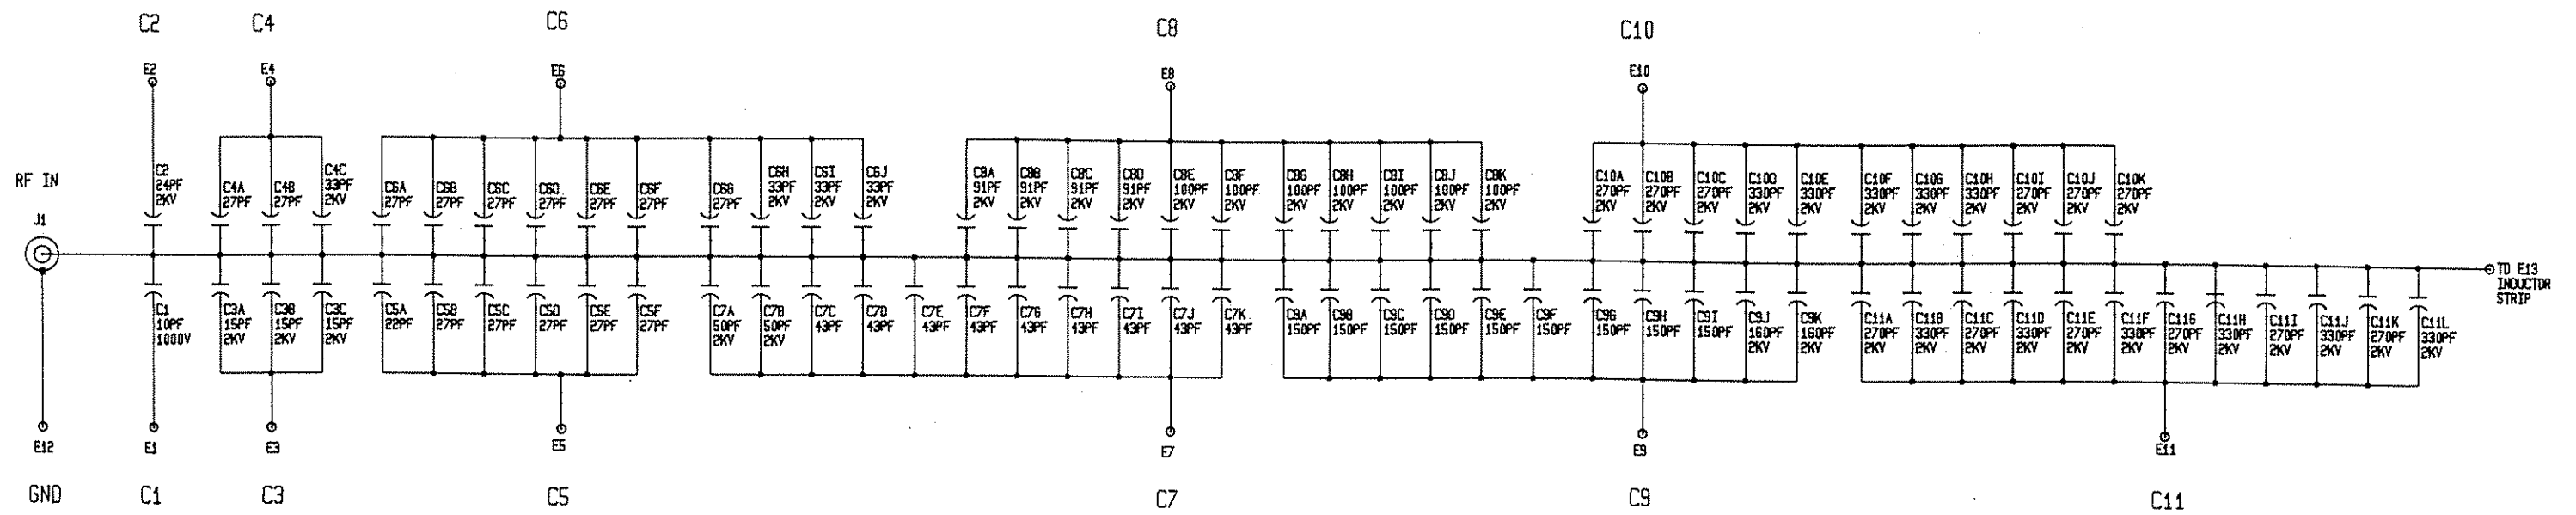 C2
C4
C6
C8
C10
E2
E4
E6
E8
E10
RF IN
J1
C2
24PF
2KV
C4A
27PF
C4B
27PF
C4C
33PF
2KV
C6A
27PF
C6B
27PF
C6C
27PF
C6D
27PF
C6E
27PF
C6F
27PF
C6G
27PF
C6H
33PF
2KV
C6I
33PF
2KV
C6J
33PF
2KV
C8A
91PF
2KV
C8B
91PF
2KV
C8C
91PF
2KV
C8D
91PF
2KV
C8E
100PF
2KV
C8F
100PF
2KV
C8G
100PF
2KV
C8H
100PF
2KV
C8I
100PF
2KV
C8J
100PF
2KV
C8K
100PF
2KV
C10A
270PF
2KV
C10B
270PF
2KV
C10C
270PF
2KV
C10D
330PF
2KV
C10E
330PF
2KV
C10F
330PF
2KV
C10G
330PF
2KV
C10H
330PF
2KV
C10I
270PF
2KV
C10J
270PF
2KV
C10K
270PF
2KV
TO E13
INDUCTOR
STRIP
C1
10PF
1000V
C3A
15PF
2KV
C3B
15PF
2KV
C3C
15PF
2KV
C5A
22PF
C5B
27PF
C5C
27PF
C5D
27PF
C5E
27PF
C5F
27PF
C7A
50PF
2KV
C7B
50PF
2KV
C7C
43PF
C7D
43PF
C7E
43PF
C7F
43PF
C7G
43PF
C7H
43PF
C7I
43PF
C7J
43PF
C7K
43PF
C9A
150PF
C9B
150PF
C9C
150PF
C9D
150PF
C9E
150PF
C9F
150PF
C9G
150PF
C9H
150PF
C9I
150PF
C9J
160PF
2KV
C9K
160PF
2KV
C11A
270PF
2KV
C11B
330PF
2KV
C11C
270PF
2KV
C11D
330PF
2KV
C11E
270PF
2KV
C11F
330PF
2KV
C11G
270PF
2KV
C11H
330PF
2KV
C11I
270PF
2KV
C11J
330PF
2KV
C11K
270PF
2KV
C11L
330PF
2KV
E12
E1
E3
E5
E7
E9
E11
GND
C1
C3
C5
C7
C9
C11